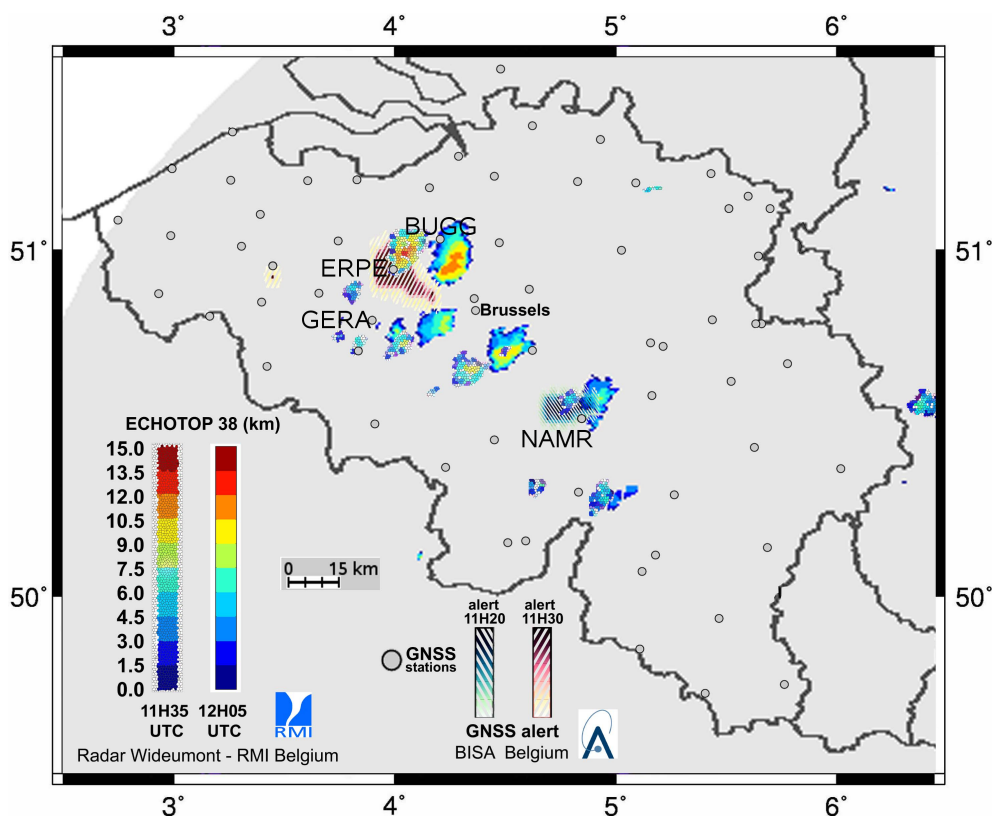 3° 4° 5° 6°
51° 51°
BUGG
ERPE
GERA
Brussels
NAMR
ECHOTOP 38 (km)
15.0
13.5
12.0
10.5
9.0
7.5
6.0
4.5
3.0
1.5
0.0
11H35 12H05
UTC UTC
RMI
Radar Wideumont - RMI Belgium
0 15 km
50° 50°
GNSS
stations
alert alert
11H20 11H30
GNSS alert
BISA Belgium
3° 4° 5° 6°